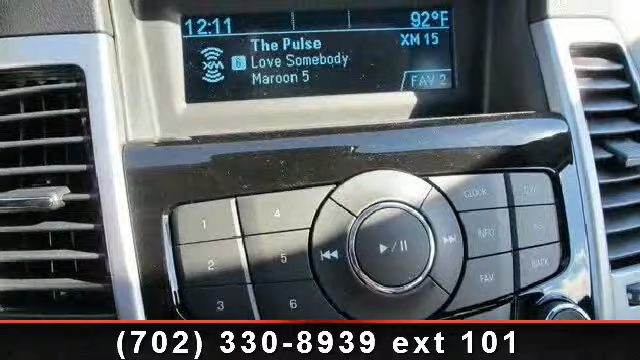 12:11 92°F
The Pulse XM 15
XM 6 Love Somebody
Maroon 5 FAV 2
1 4 CLOCK
2 5 INFO
3 6 FAV BACK
(702) 330-8939 ext 101